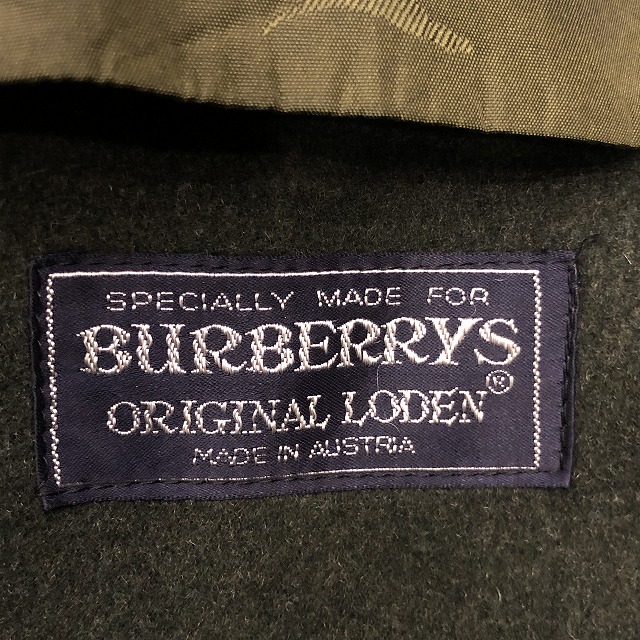 SPECIALLY MADE FOR
BURBERRYS
ORIGINAL LODEN®
MADE IN AUSTRIA